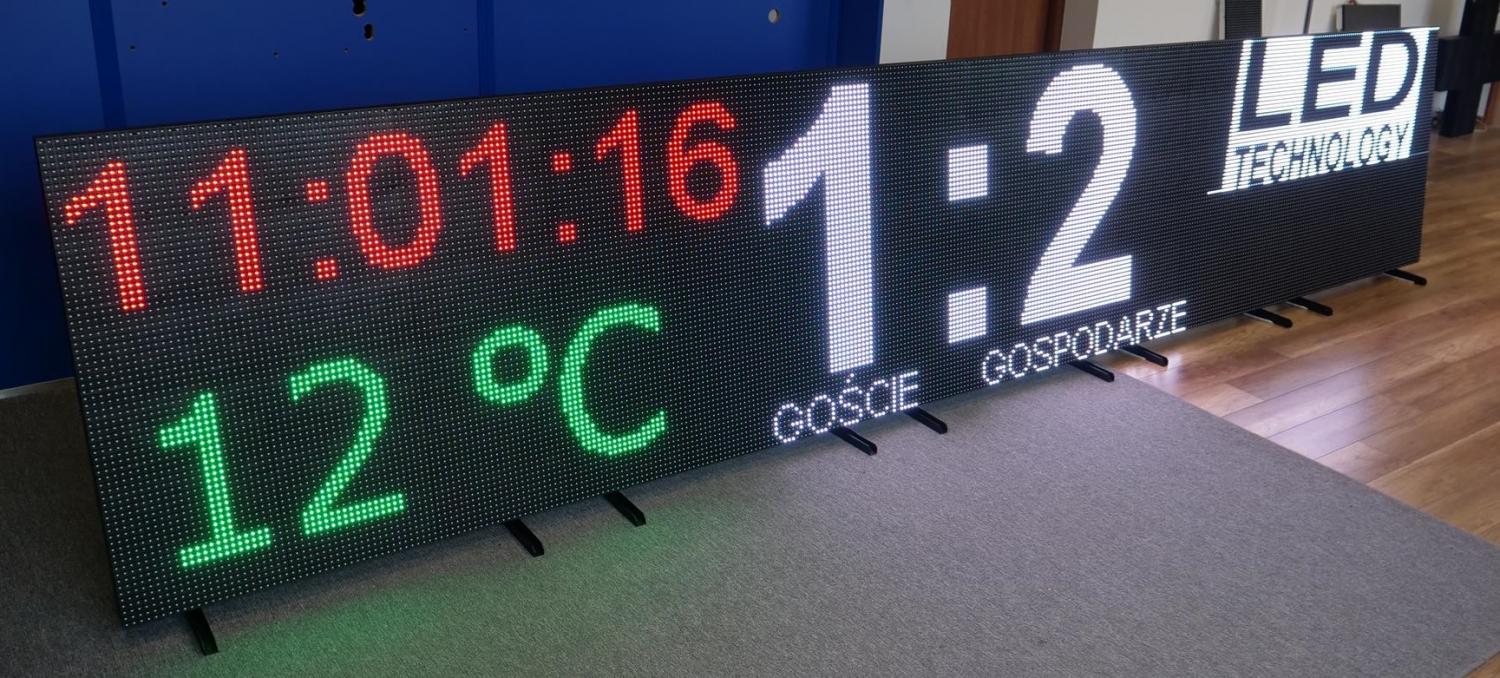 11:01:16
12 °C
1:2
GOŚCIE
GOSPODARZE
LED
TECHNOLOGY